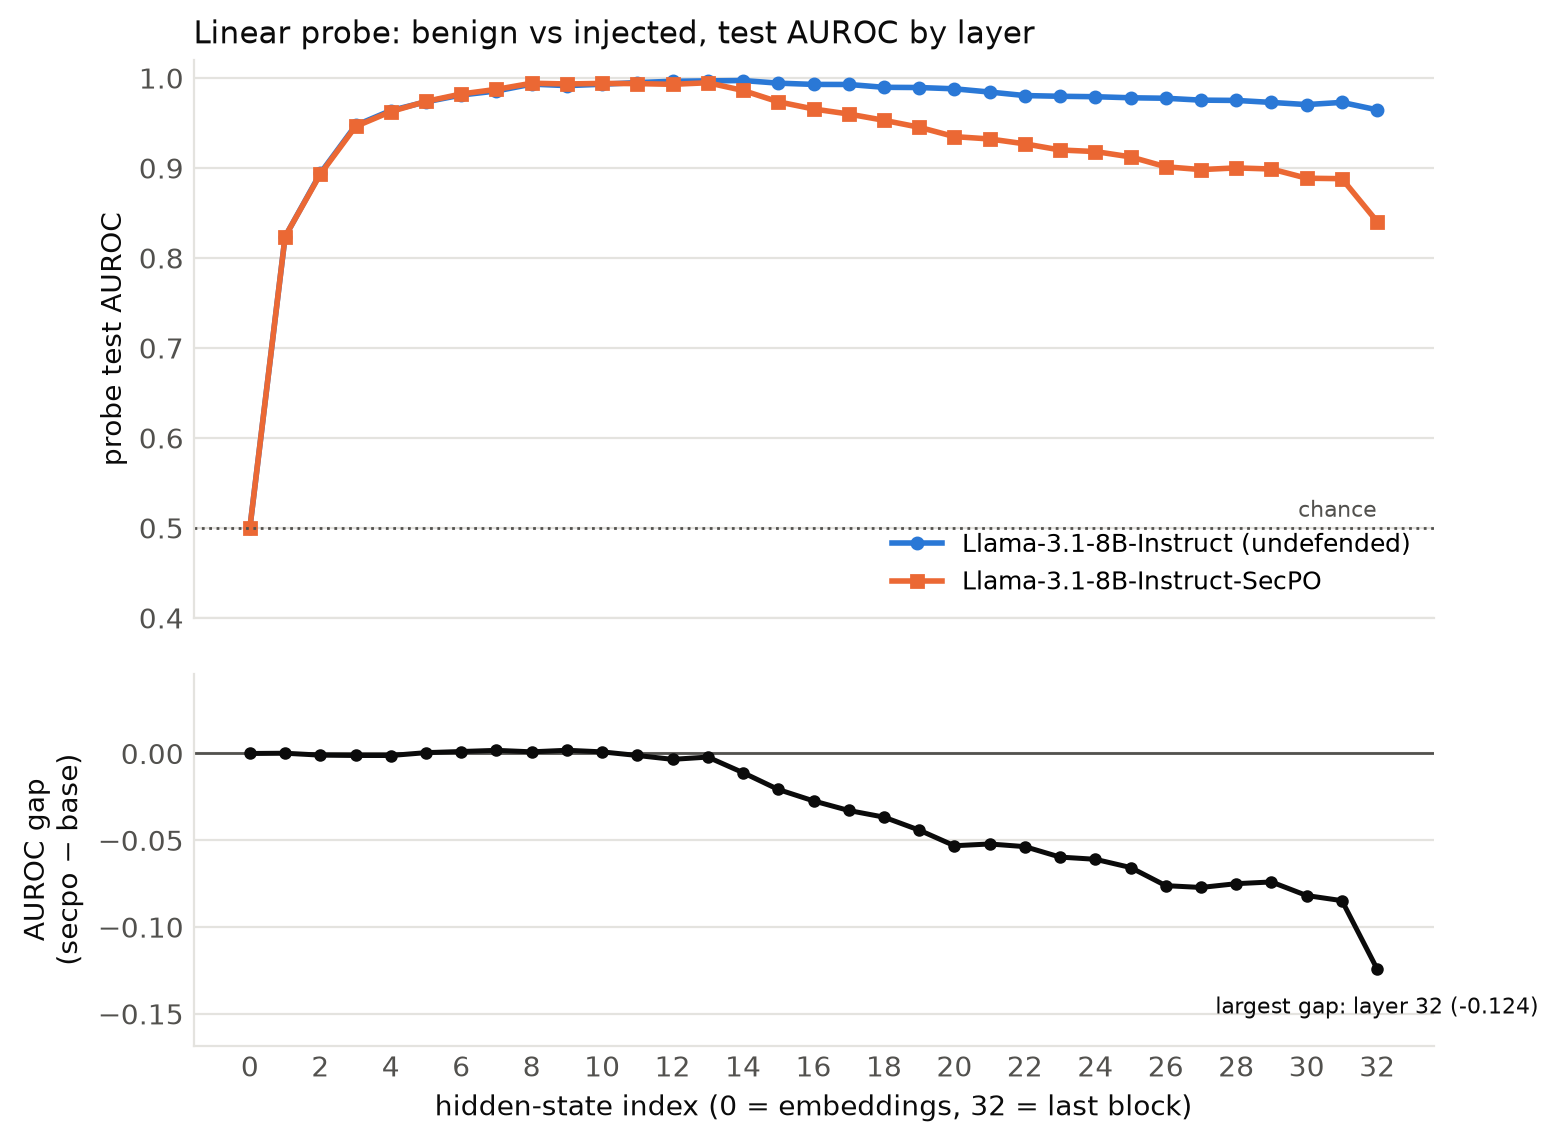 Linear probe: benign vs injected, test AUROC by layer
1.0
0.9
0.8
0.7
0.6
0.5
0.4
probe test AUROC
chance
Llama-3.1-8B-Instruct (undefended)
Llama-3.1-8B-Instruct-SecPO
0.00
−0.05
−0.10
−0.15
AUROC gap
(secpo − base)
largest gap: layer 32 (-0.124)
0 2 4 6 8 10 12 14 16 18 20 22 24 26 28 30 32
hidden-state index (0 = embeddings, 32 = last block)